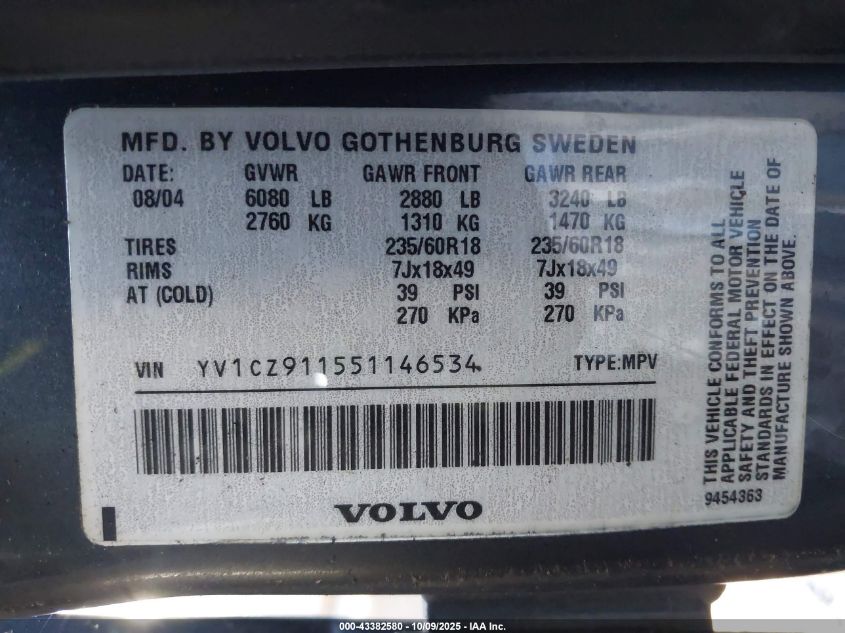 MFD. BY VOLVO GOTHENBURG SWEDEN
DATE: GVWR GAWR FRONT GAWR REAR
08/04 6080 LB 2880 LB 3240 LB
2760 KG 1310 KG 1470 KG
TIRES 235/60R18 235/60R18
RIMS 7Jx18x49 7Jx18x49
AT (COLD) 39 PSI 39 PSI
270 KPa 270 KPa
VIN YV1CZ911551146534 TYPE:MPV
VOLVO
THIS VEHICLE CONFORMS TO ALL
APPLICABLE FEDERAL MOTOR VEHICLE
SAFETY AND THEFT PREVENTION
STANDARDS IN EFFECT ON THE DATE OF
MANUFACTURE SHOWN ABOVE.
9454363
000-43382580 - 10/09/2025 - IAA Inc.